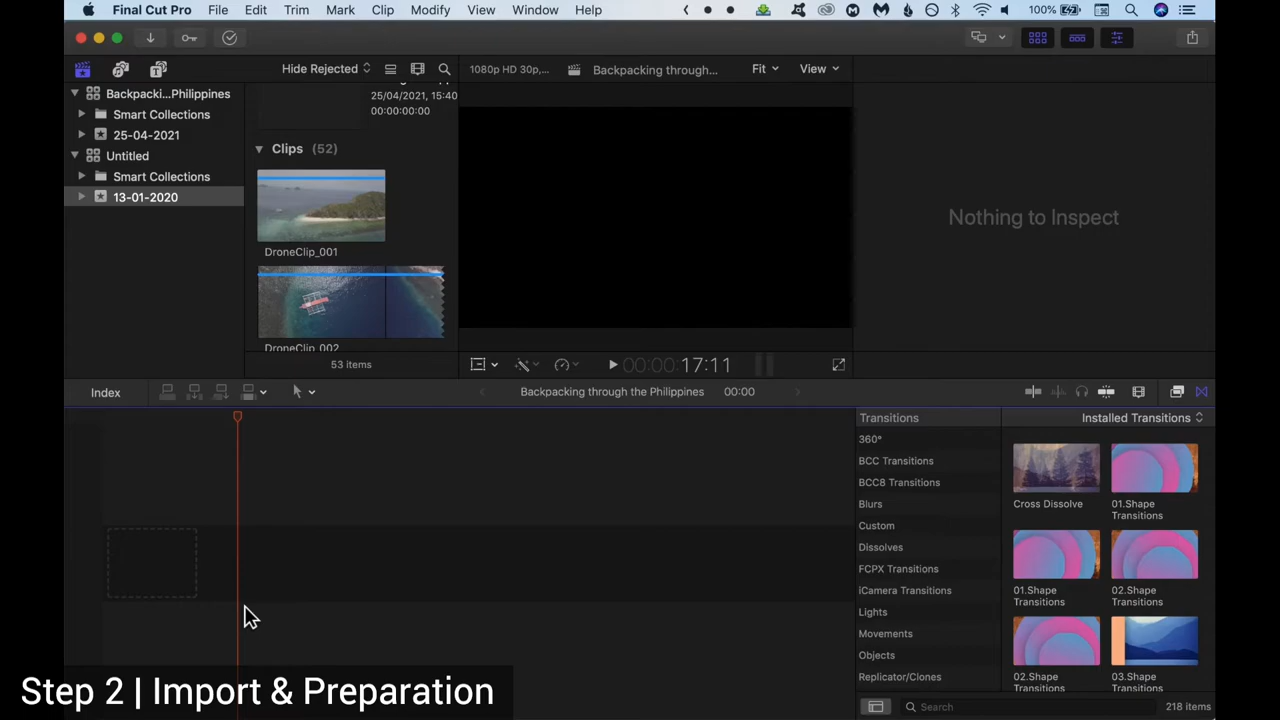 Final Cut Pro File Edit Trim Mark Clip Modify View Window Help 100%
Hide Rejected 1080p HD 30p,... Backpacking through... Fit View
Backpacki...Philippines
Smart Collections
25-04-2021
Untitled
Smart Collections
13-01-2020
25/04/2021, 15:40
00:00:00:00
Clips (52)
DroneClip_001
DroneClip_002
53 items
00:00:17:11
Nothing to Inspect
Index Backpacking through the Philippines 00:00
Transitions Installed Transitions
360°
BCC Transitions
BCC8 Transitions
Blurs
Custom
Dissolves
FCPX Transitions
iCamera Transitions
Lights
Movements
Objects
Replicator/Clones
Cross Dissolve
01.Shape
Transitions
01.Shape
Transitions
02.Shape
Transitions
02.Shape
Transitions
03.Shape
Transitions
Search 218 items
Step 2 | Import & Preparation